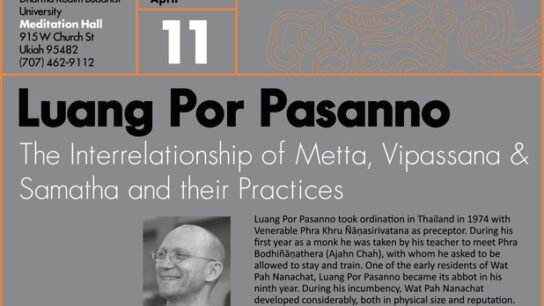 Dharma Realm Buddhist
University
Meditation Hall
915 W Church St
Ukiah 95482
(707) 462-9112
April
11
Luang Por Pasanno
The Interrelationship of Metta, Vipassana &
Samatha and their Practices
Luang Por Pasanno took ordination in Thailand in 1974 with
Venerable Phra Khru Ñāṇasirivatana as preceptor. During his
first year as a monk he was taken by his teacher to meet Phra
Bodhiñāṇathera (Ajahn Chah), with whom he asked to be
allowed to stay and train. One of the early residents of Wat
Pah Nanachat, Luang Por Pasanno became its abbot in his
ninth year. During his incumbency, Wat Pah Nanachat
developed considerably, both in physical size and reputation.